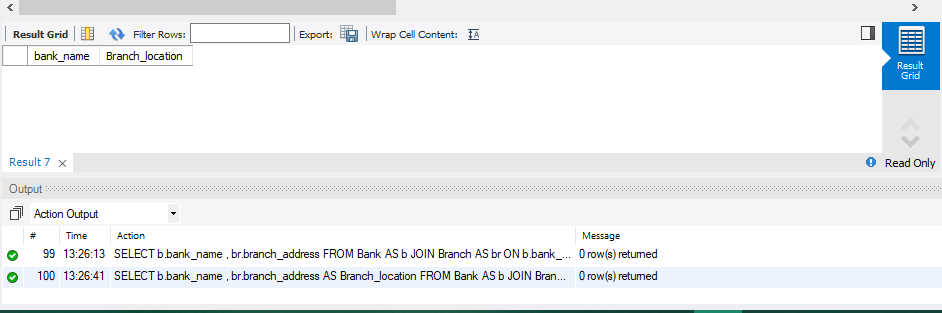 Result Grid Filter Rows: Export: Wrap Cell Content: IA
bank_name Branch_location
Result Grid
Result 7 Read Only
Output
Action Output
# Time Action Message
99 13:26:13 SELECT b.bank_name , br.branch_address FROM Bank AS b JOIN Branch AS br ON b.bank_... 0 row(s) returned
100 13:26:41 SELECT b.bank_name , br.branch_address AS Branch_location FROM Bank AS b JOIN Bran... 0 row(s) returned